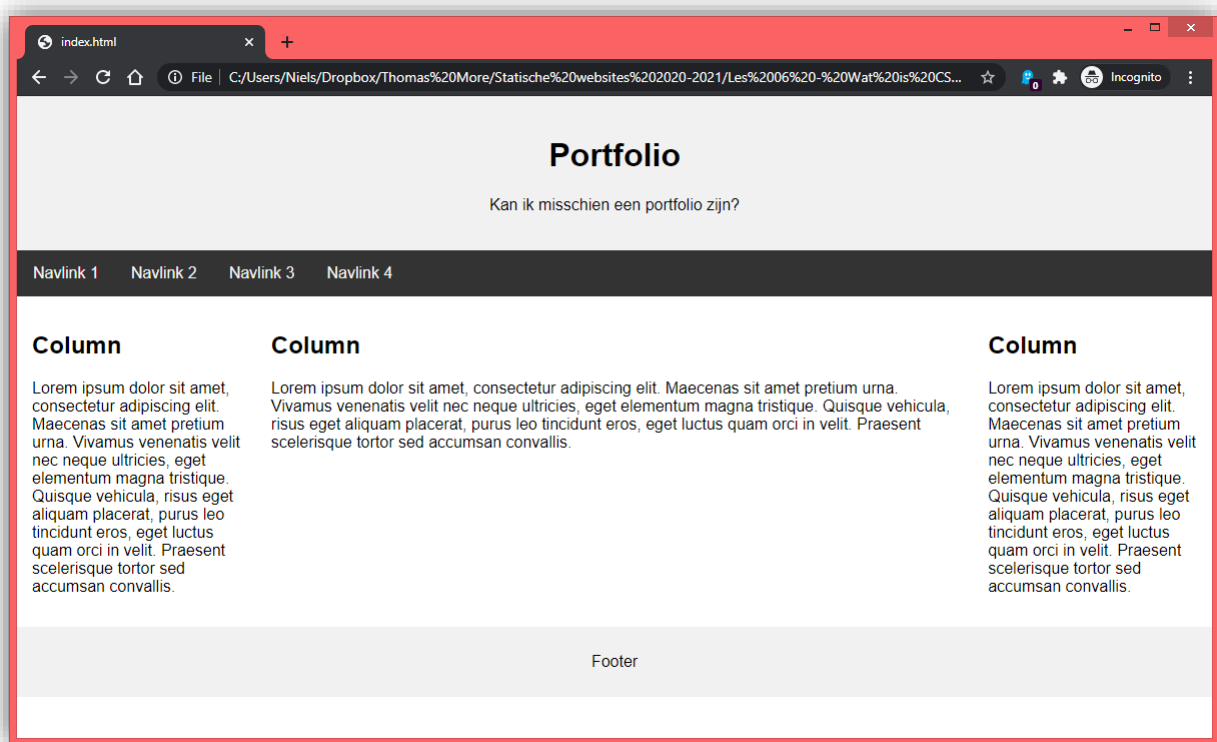 index.html
File C:/Users/Niels/Dropbox/Thomas%20More/Statische%20websites%202020-2021/Les%2006%20-%20Wat%20is%20CS...
0
Incognito
Portfolio
Kan ik misschien een portfolio zijn?
Navlink 1 Navlink 2 Navlink 3 Navlink 4
Column
Lorem ipsum dolor sit amet,
consectetur adipiscing elit.
Maecenas sit amet pretium
urna. Vivamus venenatis velit
nec neque ultricies, eget
elementum magna tristique.
Quisque vehicula, risus eget
aliquam placerat, purus leo
tincidunt eros, eget luctus
quam orci in velit. Praesent
scelerisque tortor sed
accumsan convallis.
Column
Lorem ipsum dolor sit amet, consectetur adipiscing elit. Maecenas sit amet pretium urna.
Vivamus venenatis velit nec neque ultricies, eget elementum magna tristique. Quisque vehicula,
risus eget aliquam placerat, purus leo tincidunt eros, eget luctus quam orci in velit. Praesent
scelerisque tortor sed accumsan convallis.
Column
Lorem ipsum dolor sit amet,
consectetur adipiscing elit.
Maecenas sit amet pretium
urna. Vivamus venenatis velit
nec neque ultricies, eget
elementum magna tristique.
Quisque vehicula, risus eget
aliquam placerat, purus leo
tincidunt eros, eget luctus
quam orci in velit. Praesent
scelerisque tortor sed
accumsan convallis.
Footer